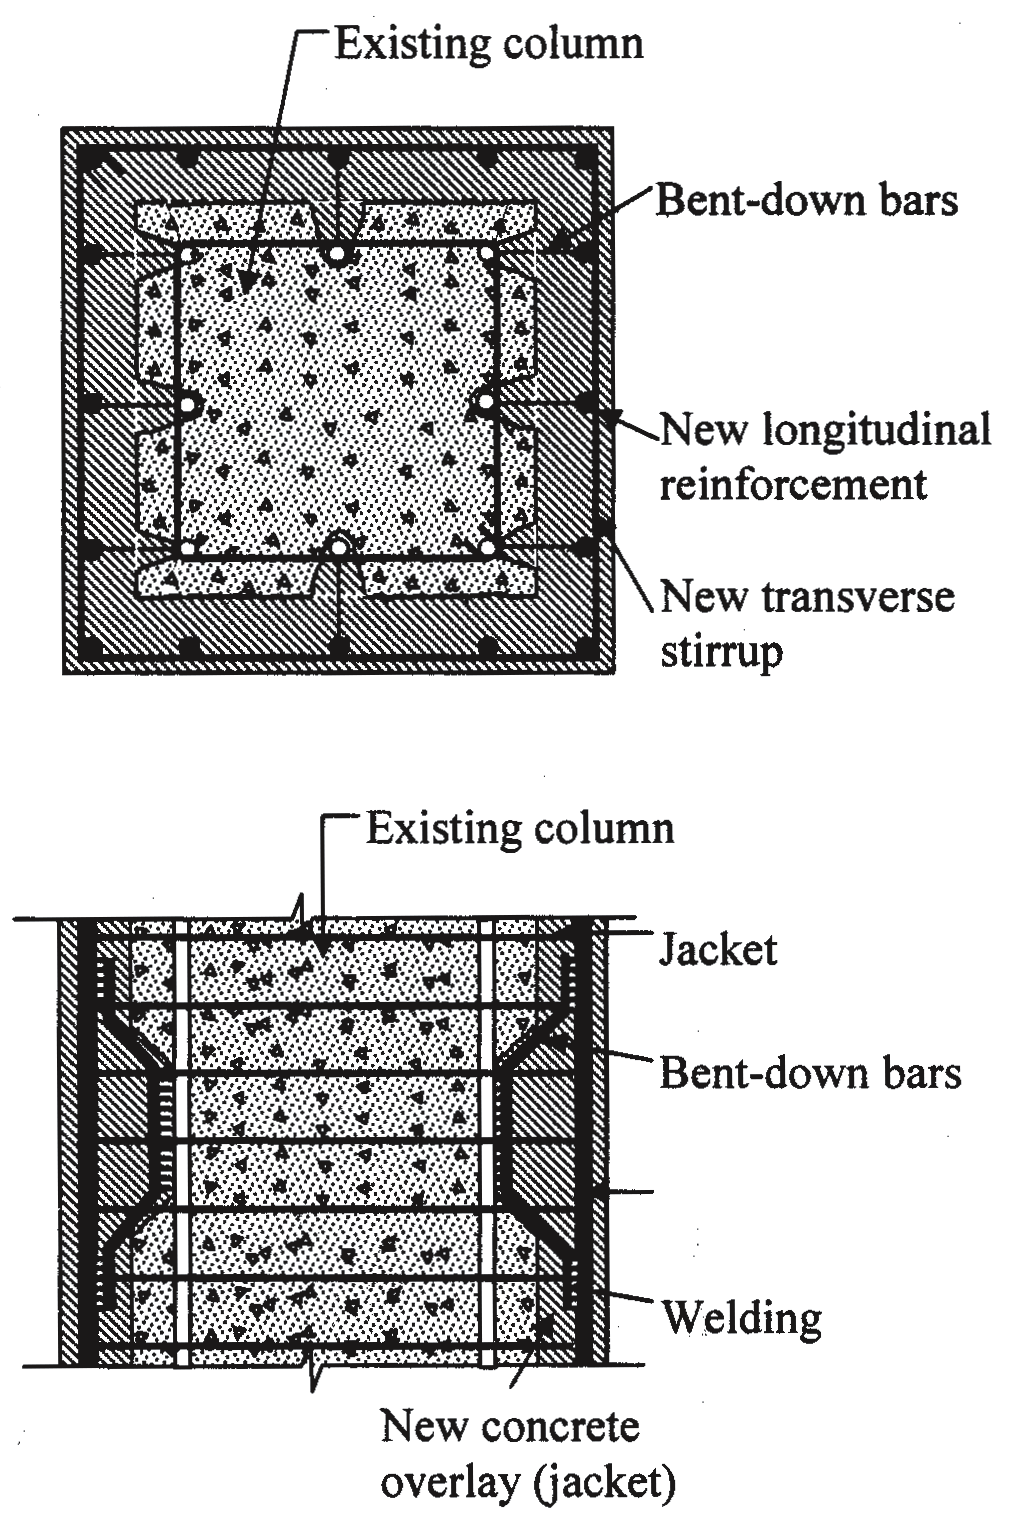 Existing column
Bent-down bars
New longitudinal
reinforcement
New transverse
stirrup
Existing column
Jacket
Bent-down bars
Welding
New concrete
overlay (jacket)